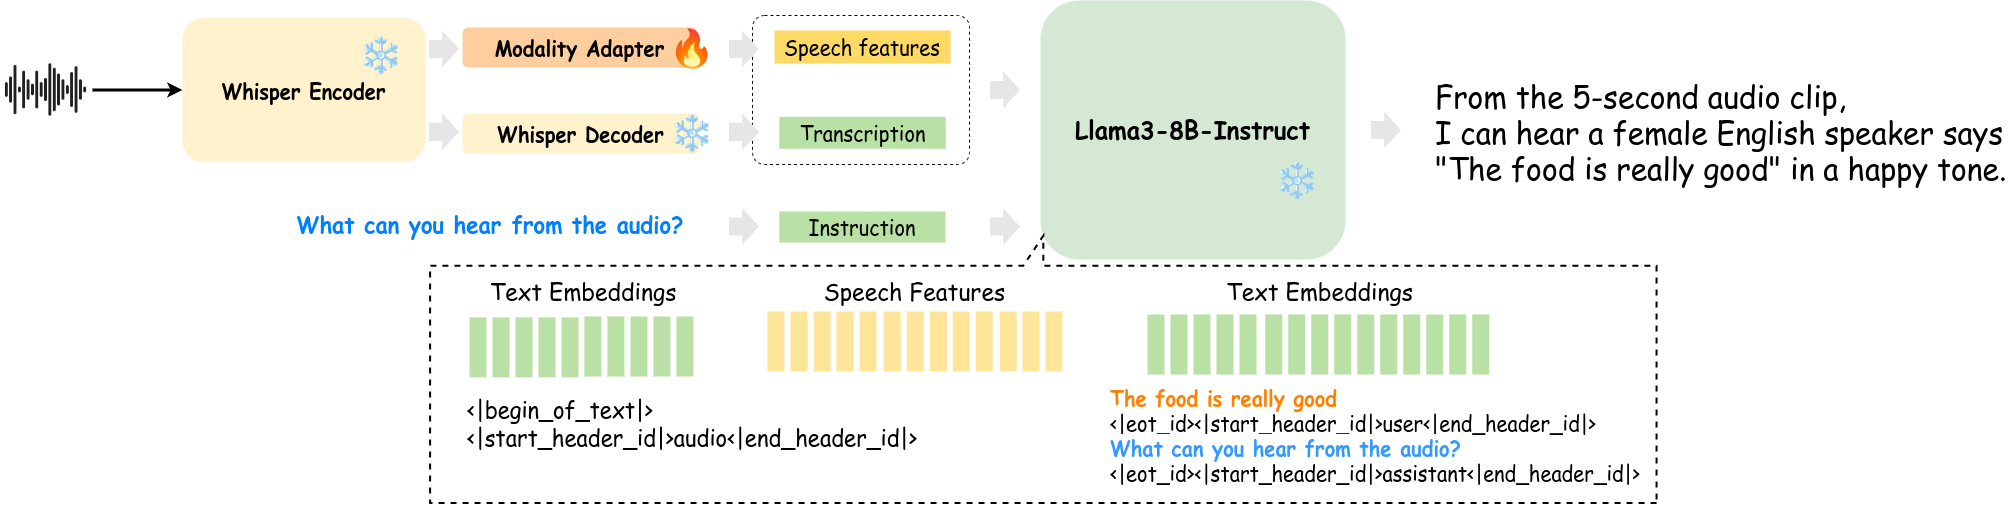 Whisper Encoder
Modality Adapter
Whisper Decoder
Speech features
Transcription
What can you hear from the audio?
Instruction
Llama3-8B-Instruct
From the 5-second audio clip,
I can hear a female English speaker says
"The food is really good" in a happy tone.
Text Embeddings
<|begin_of_text|>
<|start_header_id|>audio<|end_header_id|>
Speech Features
Text Embeddings
The food is really good
<|eot_id><|start_header_id|>user<|end_header_id|>
What can you hear from the audio?
<|eot_id><|start_header_id|>assistant<|end_header_id|>